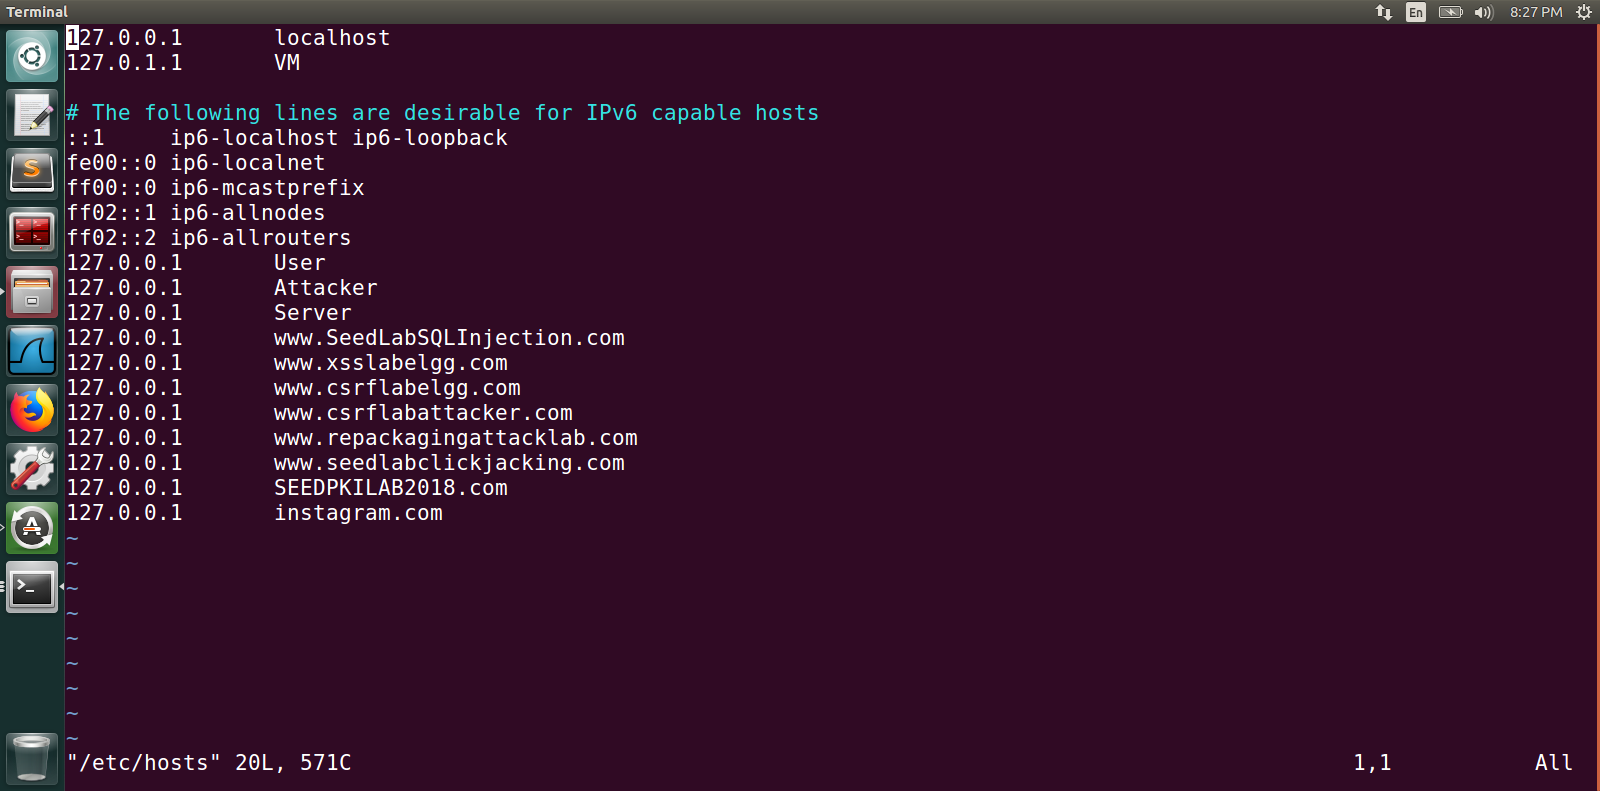 Terminal
En
8:27 PM
127.0.0.1       localhost
127.0.1.1       VM

# The following lines are desirable for IPv6 capable hosts
::1     ip6-localhost ip6-loopback
fe00::0 ip6-localnet
ff00::0 ip6-mcastprefix
ff02::1 ip6-allnodes
ff02::2 ip6-allrouters
127.0.0.1       User
127.0.0.1       Attacker
127.0.0.1       Server
127.0.0.1       www.SeedLabSQLInjection.com
127.0.0.1       www.xsslabelgg.com
127.0.0.1       www.csrflabelgg.com
127.0.0.1       www.csrflabattacker.com
127.0.0.1       www.repackagingattacklab.com
127.0.0.1       www.seedlabclickjacking.com
127.0.0.1       SEEDPKILAB2018.com
127.0.0.1       instagram.com
~
~
~
~
~
~
~
~
~
"/etc/hosts" 20L, 571C          1,1          All